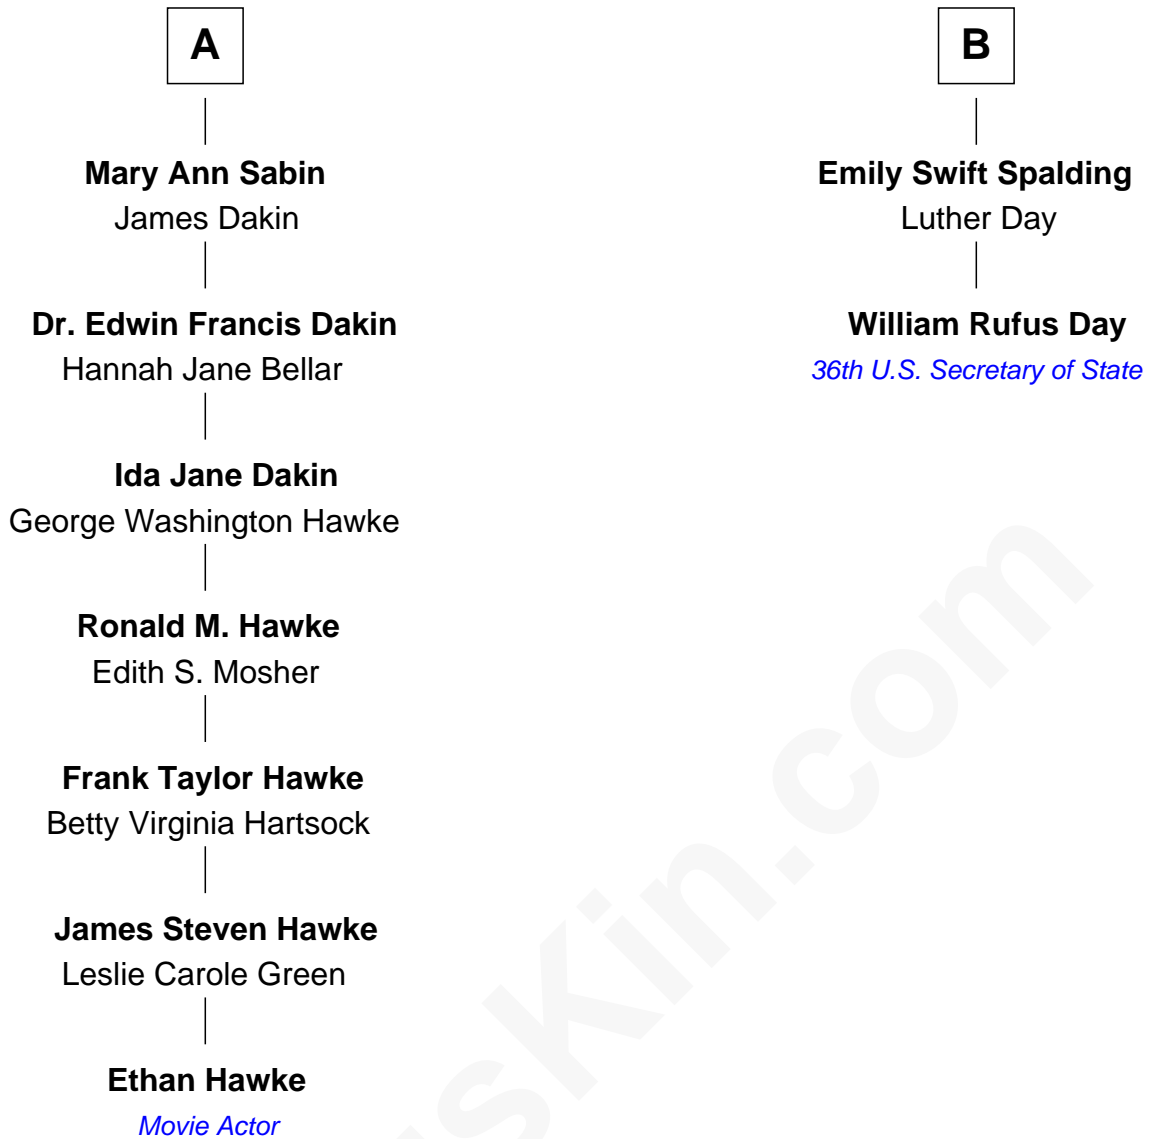 A
Mary Ann Sabin
James Dakin
Dr. Edwin Francis Dakin
Hannah Jane Bellar
Ida Jane Dakin
George Washington Hawke
Ronald M. Hawke
Edith S. Mosher
Frank Taylor Hawke
Betty Virginia Hartsock
James Steven Hawke
Leslie Carole Green
Ethan Hawke
Movie Actor
B
Emily Swift Spalding
Luther Day
William Rufus Day
36th U.S. Secretary of State
sKin.com